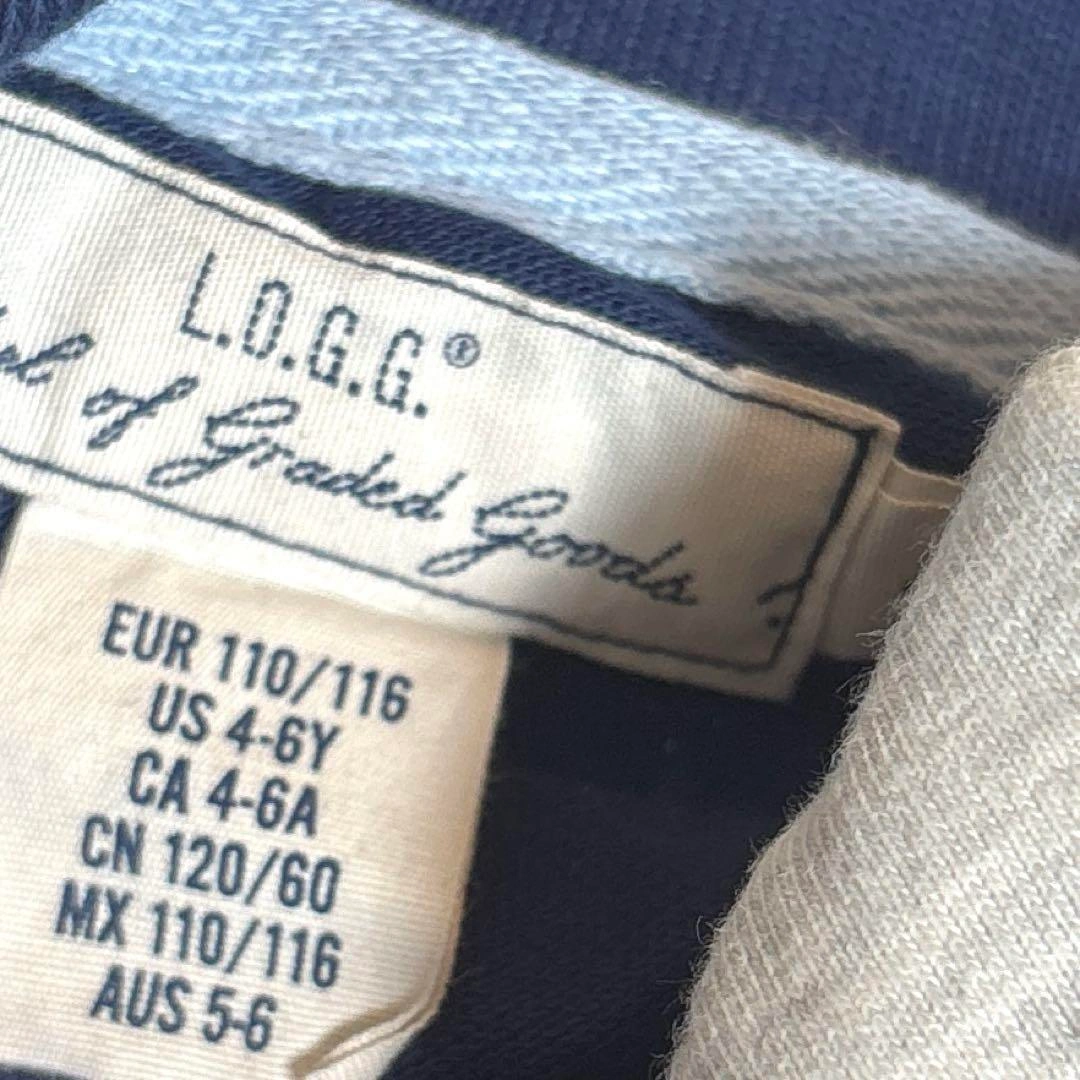 L.O.G.G.®
of Graded Goods
EUR 110/116
US 4-6Y
CA 4-6A
CN 120/60
MX 110/116
AUS 5-6